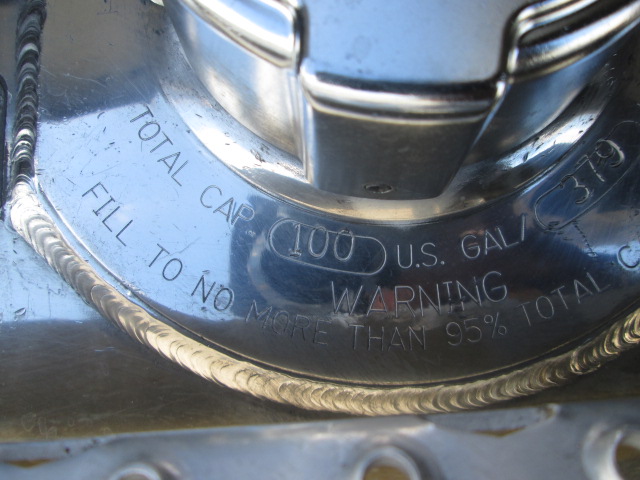 TOTAL CAP. 100 U.S. GAL/ 379
WARNING
FILL TO NO MORE THAN 95% TOTAL